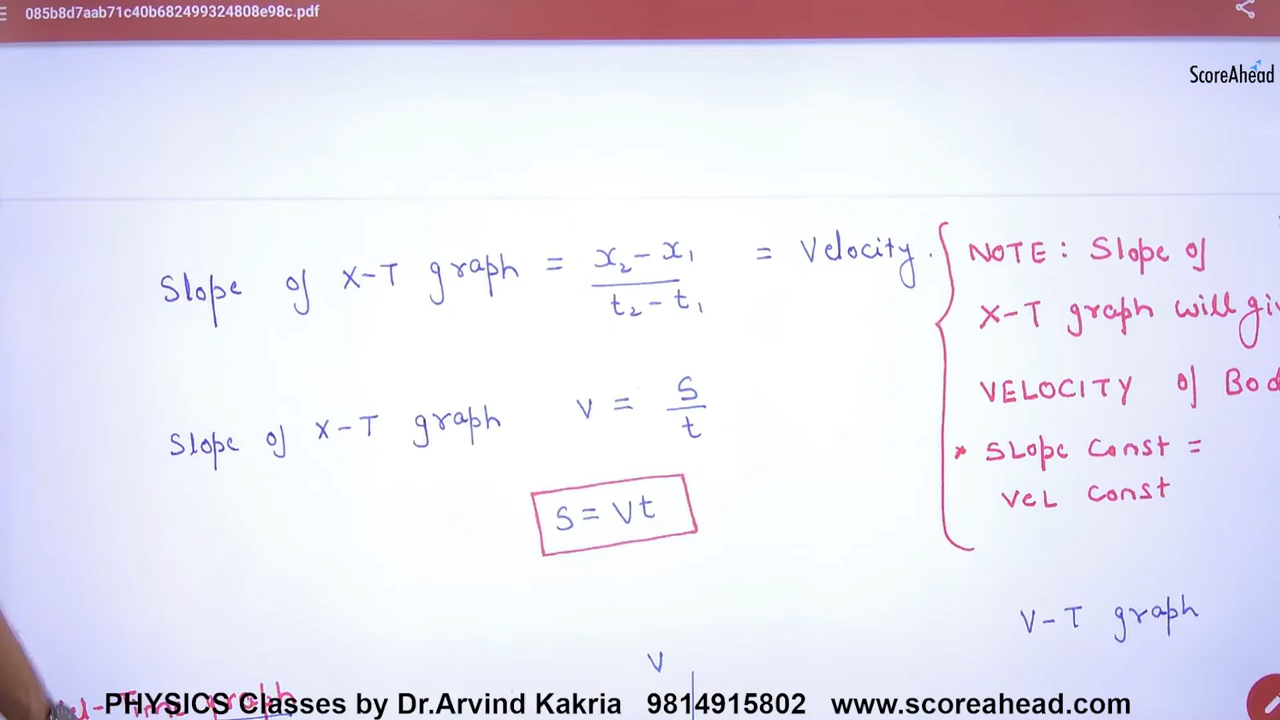 085b8d7aab71c40b682499324808e98c.pdf
ScoreAhead
Slope of X-T graph = x₂-x₁ / t₂-t₁ = Velocity.
NOTE: Slope of
X-T graph will giv
VELOCITY of Bod
* SLope Const =
VeL Const
Slope of X-T graph V = S / t
S = Vt
V-T graph
V
graph
PHYSICS Classes by Dr.Arvind Kakria 9814915802 www.scoreahead.com